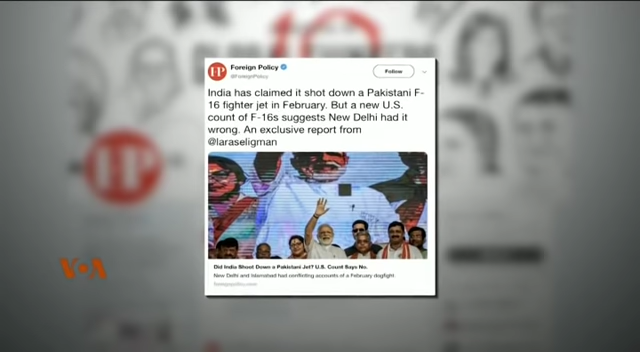 FP
Foreign Policy
@ForeignPolicy
Follow
India has claimed it shot down a Pakistani F-
16 fighter jet in February. But a new U.S.
count of F-16s suggests New Delhi had it
wrong. An exclusive report from
@laraseligman
Did India Shoot Down a Pakistani Jet? U.S. Count Says No.
New Delhi and Islamabad had conflicting accounts of a February dogfight.
foreignpolicy.com
FP
VOA